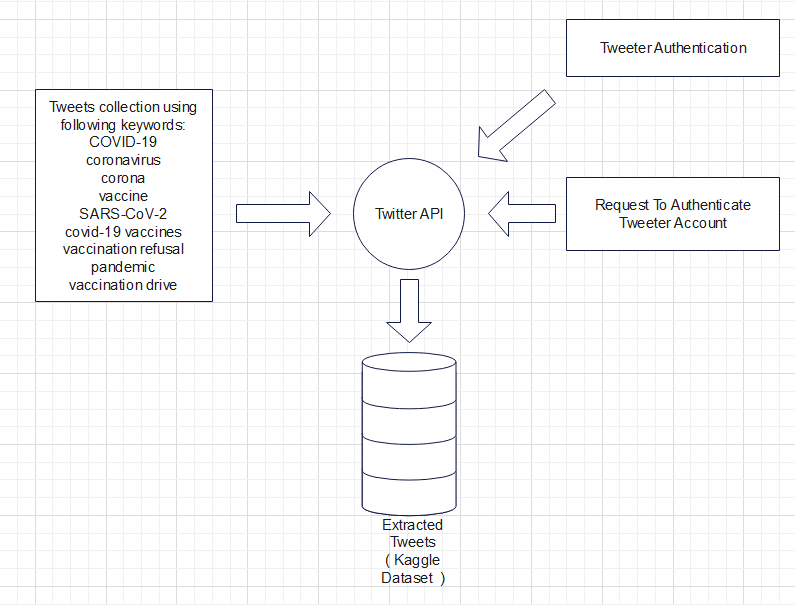 Tweeter Authentication
Tweets collection using
following keywords:
COVID-19
coronavirus
corona
vaccine
SARS-CoV-2
covid-19 vaccines
vaccination refusal
pandemic
vaccination drive
Twitter API
Request To Authenticate
Tweeter Account
Extracted
Tweets
( Kaggle
Dataset )